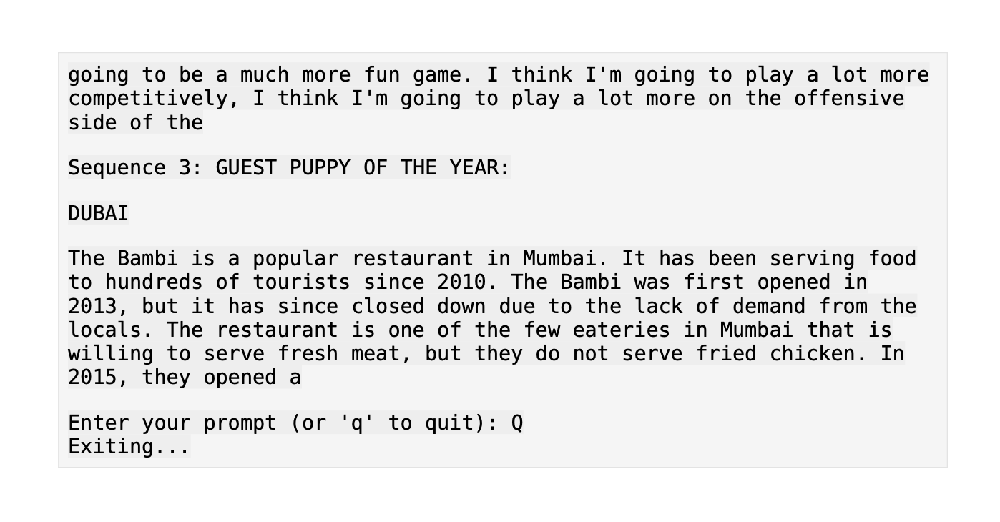 going to be a much more fun game. I think I'm going to play a lot more
competitively, I think I'm going to play a lot more on the offensive
side of the
Sequence 3: GUEST PUPPY OF THE YEAR:
DUBAI
The Bambi is a popular restaurant in Mumbai. It has been serving food
to hundreds of tourists since 2010. The Bambi was first opened in
2013, but it has since closed down due to the lack of demand from the
locals. The restaurant is one of the few eateries in Mumbai that is
willing to serve fresh meat, but they do not serve fried chicken. In
2015, they opened a
Enter your prompt (or 'q' to quit): Q
Exiting...